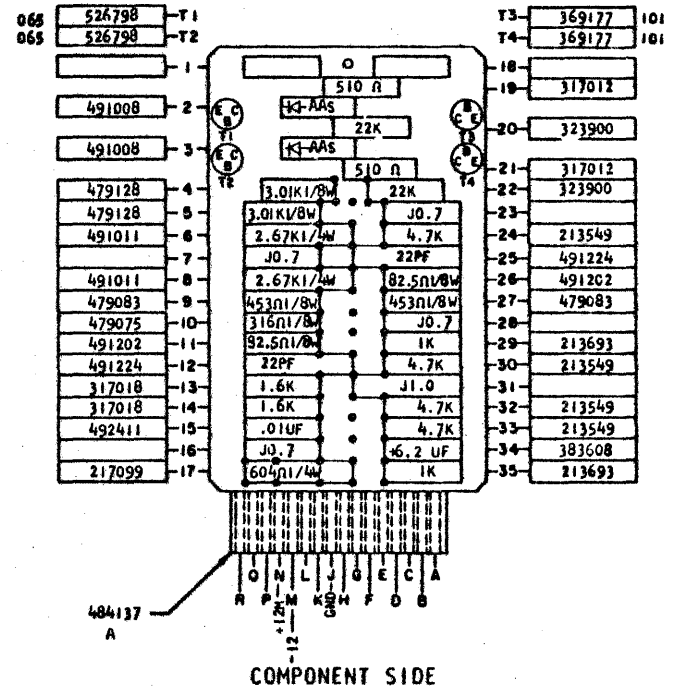 065 526798 T1
T3 369177 101
065 526798 T2
T4 369177 101
1
18
510 Ω
19 317012
491008 2
AAs
E B C
T1
22K
B C E
T3
20 323900
491008 3
AAs
E B C
T2
510 Ω
B C E
T4
21 317012
479128 4 3.01K1/8W 22K 22 323900
479128 5 3.01K1/8W J0.7 23
491011 6 2.67K1/4W 4.7K 24 213549
7 J0.7 22PF 25 491224
491011 8 2.67K1/4W 82.5Ω1/8W 26 491202
479083 9 453Ω1/8W 453Ω1/8W 27 479083
479075 10 316Ω1/8W J0.7 28
491202 11 82.5Ω1/8W 1K 29 213693
491224 12 22PF 4.7K 30 213549
317018 13 1.6K J1.0 31
317018 14 1.6K 4.7K 32 213549
492411 15 .01UF 4.7K 33 213549
16 J0.7 +6.2 UF 34 383608
217099 17 604Ω1/4W 1K 35 213693
R Q P N M L K J H G F E D C B A
+12M
-12
GND
484137
A
COMPONENT SIDE